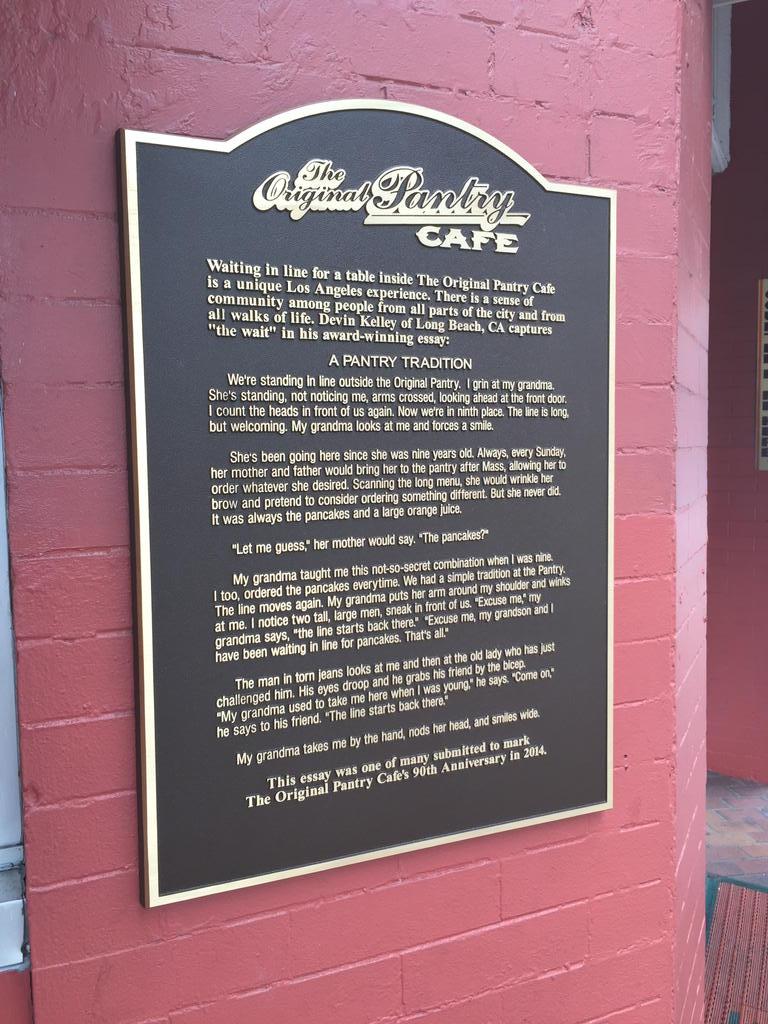 The
Original Pantry
CAFE
Waiting in line for a table inside The Original Pantry Cafe
is a unique Los Angeles experience. There is a sense of
community among people from all parts of the city and from
all walks of life. Devin Kelley of Long Beach, CA captures
"the wait" in his award-winning essay:
A PANTRY TRADITION
We're standing in line outside the Original Pantry. I grin at my grandma.
She's standing, not noticing me, arms crossed, looking ahead at the front door.
I count the heads in front of us again. Now we're in ninth place. The line is long,
but welcoming. My grandma looks at me and forces a smile.
She's been going here since she was nine years old. Always, every Sunday,
her mother and father would bring her to the pantry after Mass, allowing her to
order whatever she desired. Scanning the long menu, she would wrinkle her
brow and pretend to consider ordering something different. But she never did.
It was always the pancakes and a large orange juice.
"Let me guess," her mother would say. "The pancakes?"
My grandma taught me this not-so-secret combination when I was nine.
I too, ordered the pancakes everytime. We had a simple tradition at the Pantry.
The line moves again. My grandma puts her arm around my shoulder and winks
at me. I notice two tall, large men, sneak in front of us. "Excuse me," my
grandma says, "the line starts back there." "Excuse me, my grandson and I
have been waiting in line for pancakes. That's all."
The man in torn jeans looks at me and then at the old lady who has just
challenged him. His eyes droop and he grabs his friend by the bicep.
"My grandma used to take me here when I was young," he says. "Come on,"
he says to his friend. "The line starts back there."
My grandma takes me by the hand, nods her head, and smiles wide.
This essay was one of many submitted to mark
The Original Pantry Cafe's 90th Anniversary in 2014.